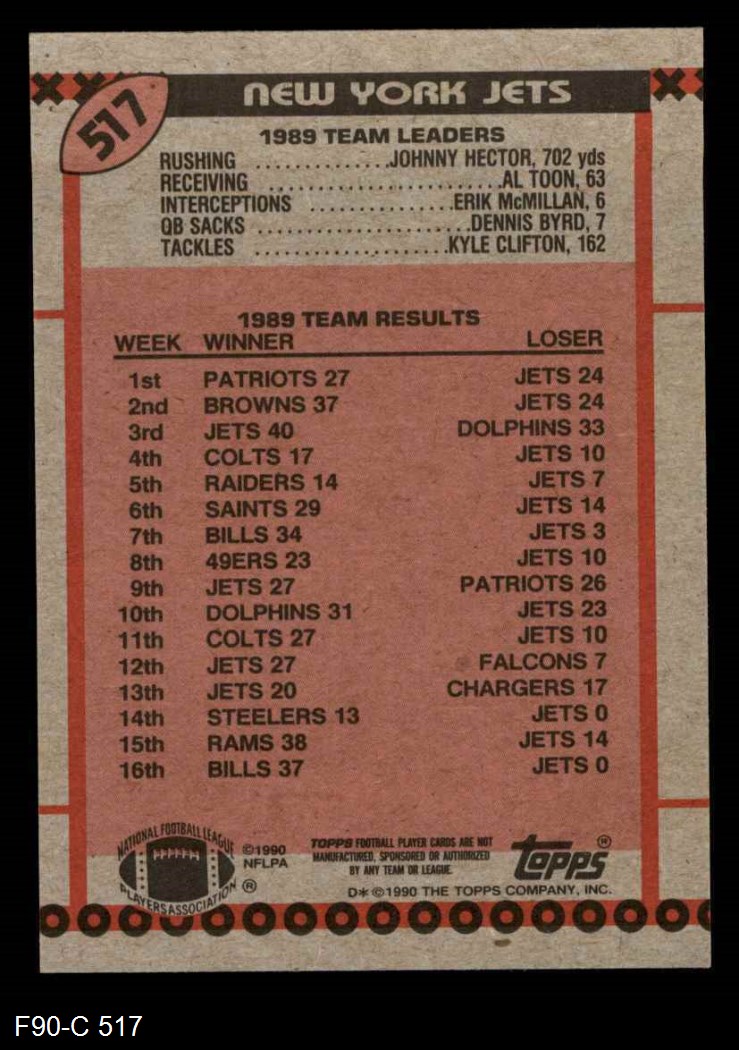 517
NEW YORK JETS
1989 TEAM LEADERS
RUSHING ..............JOHNNY HECTOR, 702 yds
RECEIVING .........................AL TOON, 63
INTERCEPTIONS ...............ERIK McMILLAN, 6
QB SACKS .......................DENNIS BYRD, 7
TACKLES .....................KYLE CLIFTON, 162
1989 TEAM RESULTS
WEEK WINNER LOSER
1st PATRIOTS 27 JETS 24
2nd BROWNS 37 JETS 24
3rd JETS 40 DOLPHINS 33
4th COLTS 17 JETS 10
5th RAIDERS 14 JETS 7
6th SAINTS 29 JETS 14
7th BILLS 34 JETS 3
8th 49ERS 23 JETS 10
9th JETS 27 PATRIOTS 26
10th DOLPHINS 31 JETS 23
11th COLTS 27 JETS 10
12th JETS 27 FALCONS 7
13th JETS 20 CHARGERS 17
14th STEELERS 13 JETS 0
15th RAMS 38 JETS 14
16th BILLS 37 JETS 0
NATIONAL FOOTBALL LEAGUE
PLAYERS ASSOCIATION ®
©1990
NFLPA
TOPPS FOOTBALL PLAYER CARDS ARE NOT
MANUFACTURED, SPONSORED OR AUTHORIZED
BY ANY TEAM OR LEAGUE.
topps®
D* ©1990 THE TOPPS COMPANY, INC.
F90-C 517